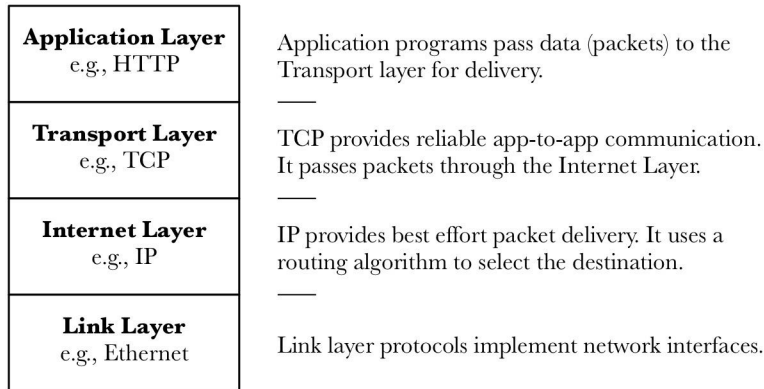 Application Layer
e.g., HTTP
Application programs pass data (packets) to the
Transport layer for delivery.
Transport Layer
e.g., TCP
TCP provides reliable app-to-app communication.
It passes packets through the Internet Layer.
Internet Layer
e.g., IP
IP provides best effort packet delivery. It uses a
routing algorithm to select the destination.
Link Layer
e.g., Ethernet
Link layer protocols implement network interfaces.